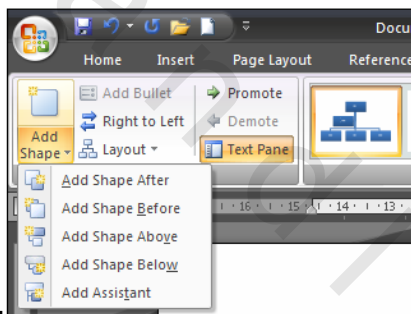 Docu
Home Insert Page Layout Reference
Add Bullet Promote
Right to Left Demote
Add Shape Layout Text Pane
Add Shape After
· 16 · · 15 · 14 · 13 ·
Add Shape Before
Add Shape Above
Add Shape Below
Add Assistant